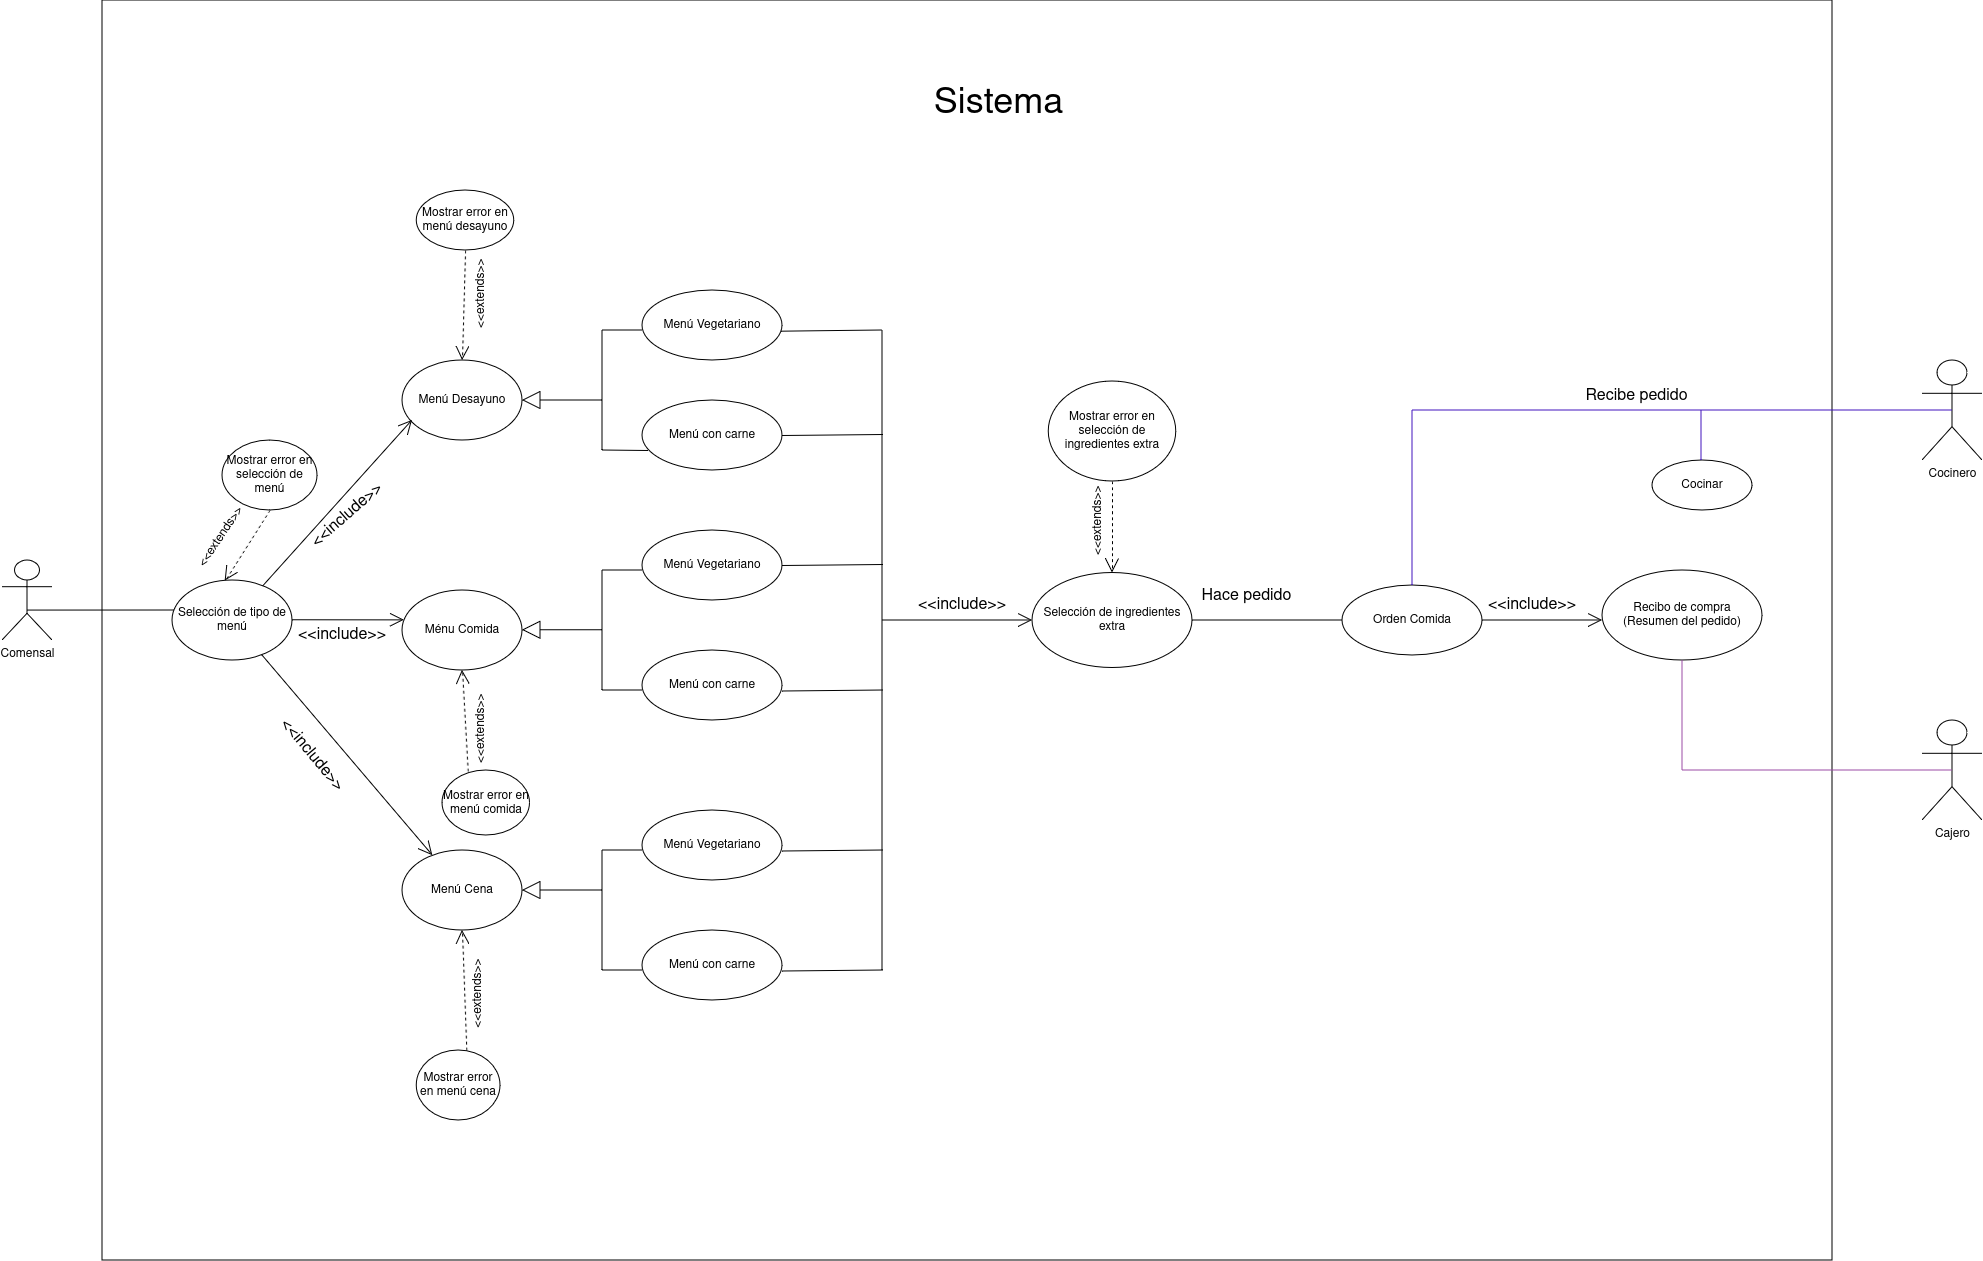 Sistema
Mostrar error en
menú desayuno
<<extends>>
Menú Vegetariano
Menú Desayuno
Menú con carne
Mostrar error en
selección de
menú
<<extends>>
<<include>>
Comensal
Selección de tipo de
menú
<<include>>
Ménu Comida
Menú Vegetariano
Menú con carne
<<extends>>
Mostrar error en
menú comida
<<include>>
Menú Cena
Menú Vegetariano
Menú con carne
<<extends>>
Mostrar error
en menú cena
<<include>>
Mostrar error en
selección de
ingredientes extra
<<extends>>
Selección de ingredientes
extra
Hace pedido
Orden Comida
<<include>>
Recibo de compra
(Resumen del pedido)
Recibe pedido
Cocinar
Cocinero
Cajero